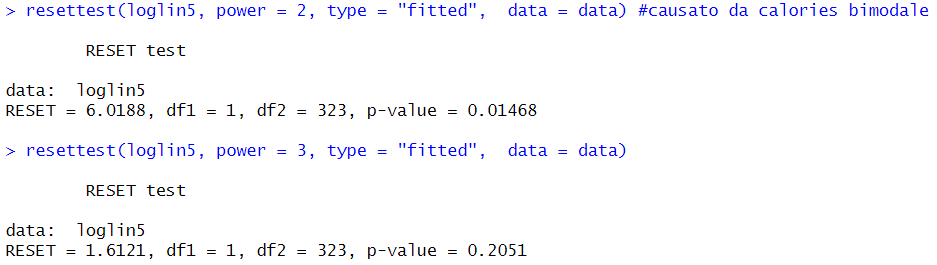 > resettest(loglin5, power = 2, type = "fitted",  data = data) #causato da calories bimodale
RESET test
data:  loglin5
RESET = 6.0188, df1 = 1, df2 = 323, p-value = 0.01468
> resettest(loglin5, power = 3, type = "fitted",  data = data)
RESET test
data:  loglin5
RESET = 1.6121, df1 = 1, df2 = 323, p-value = 0.2051